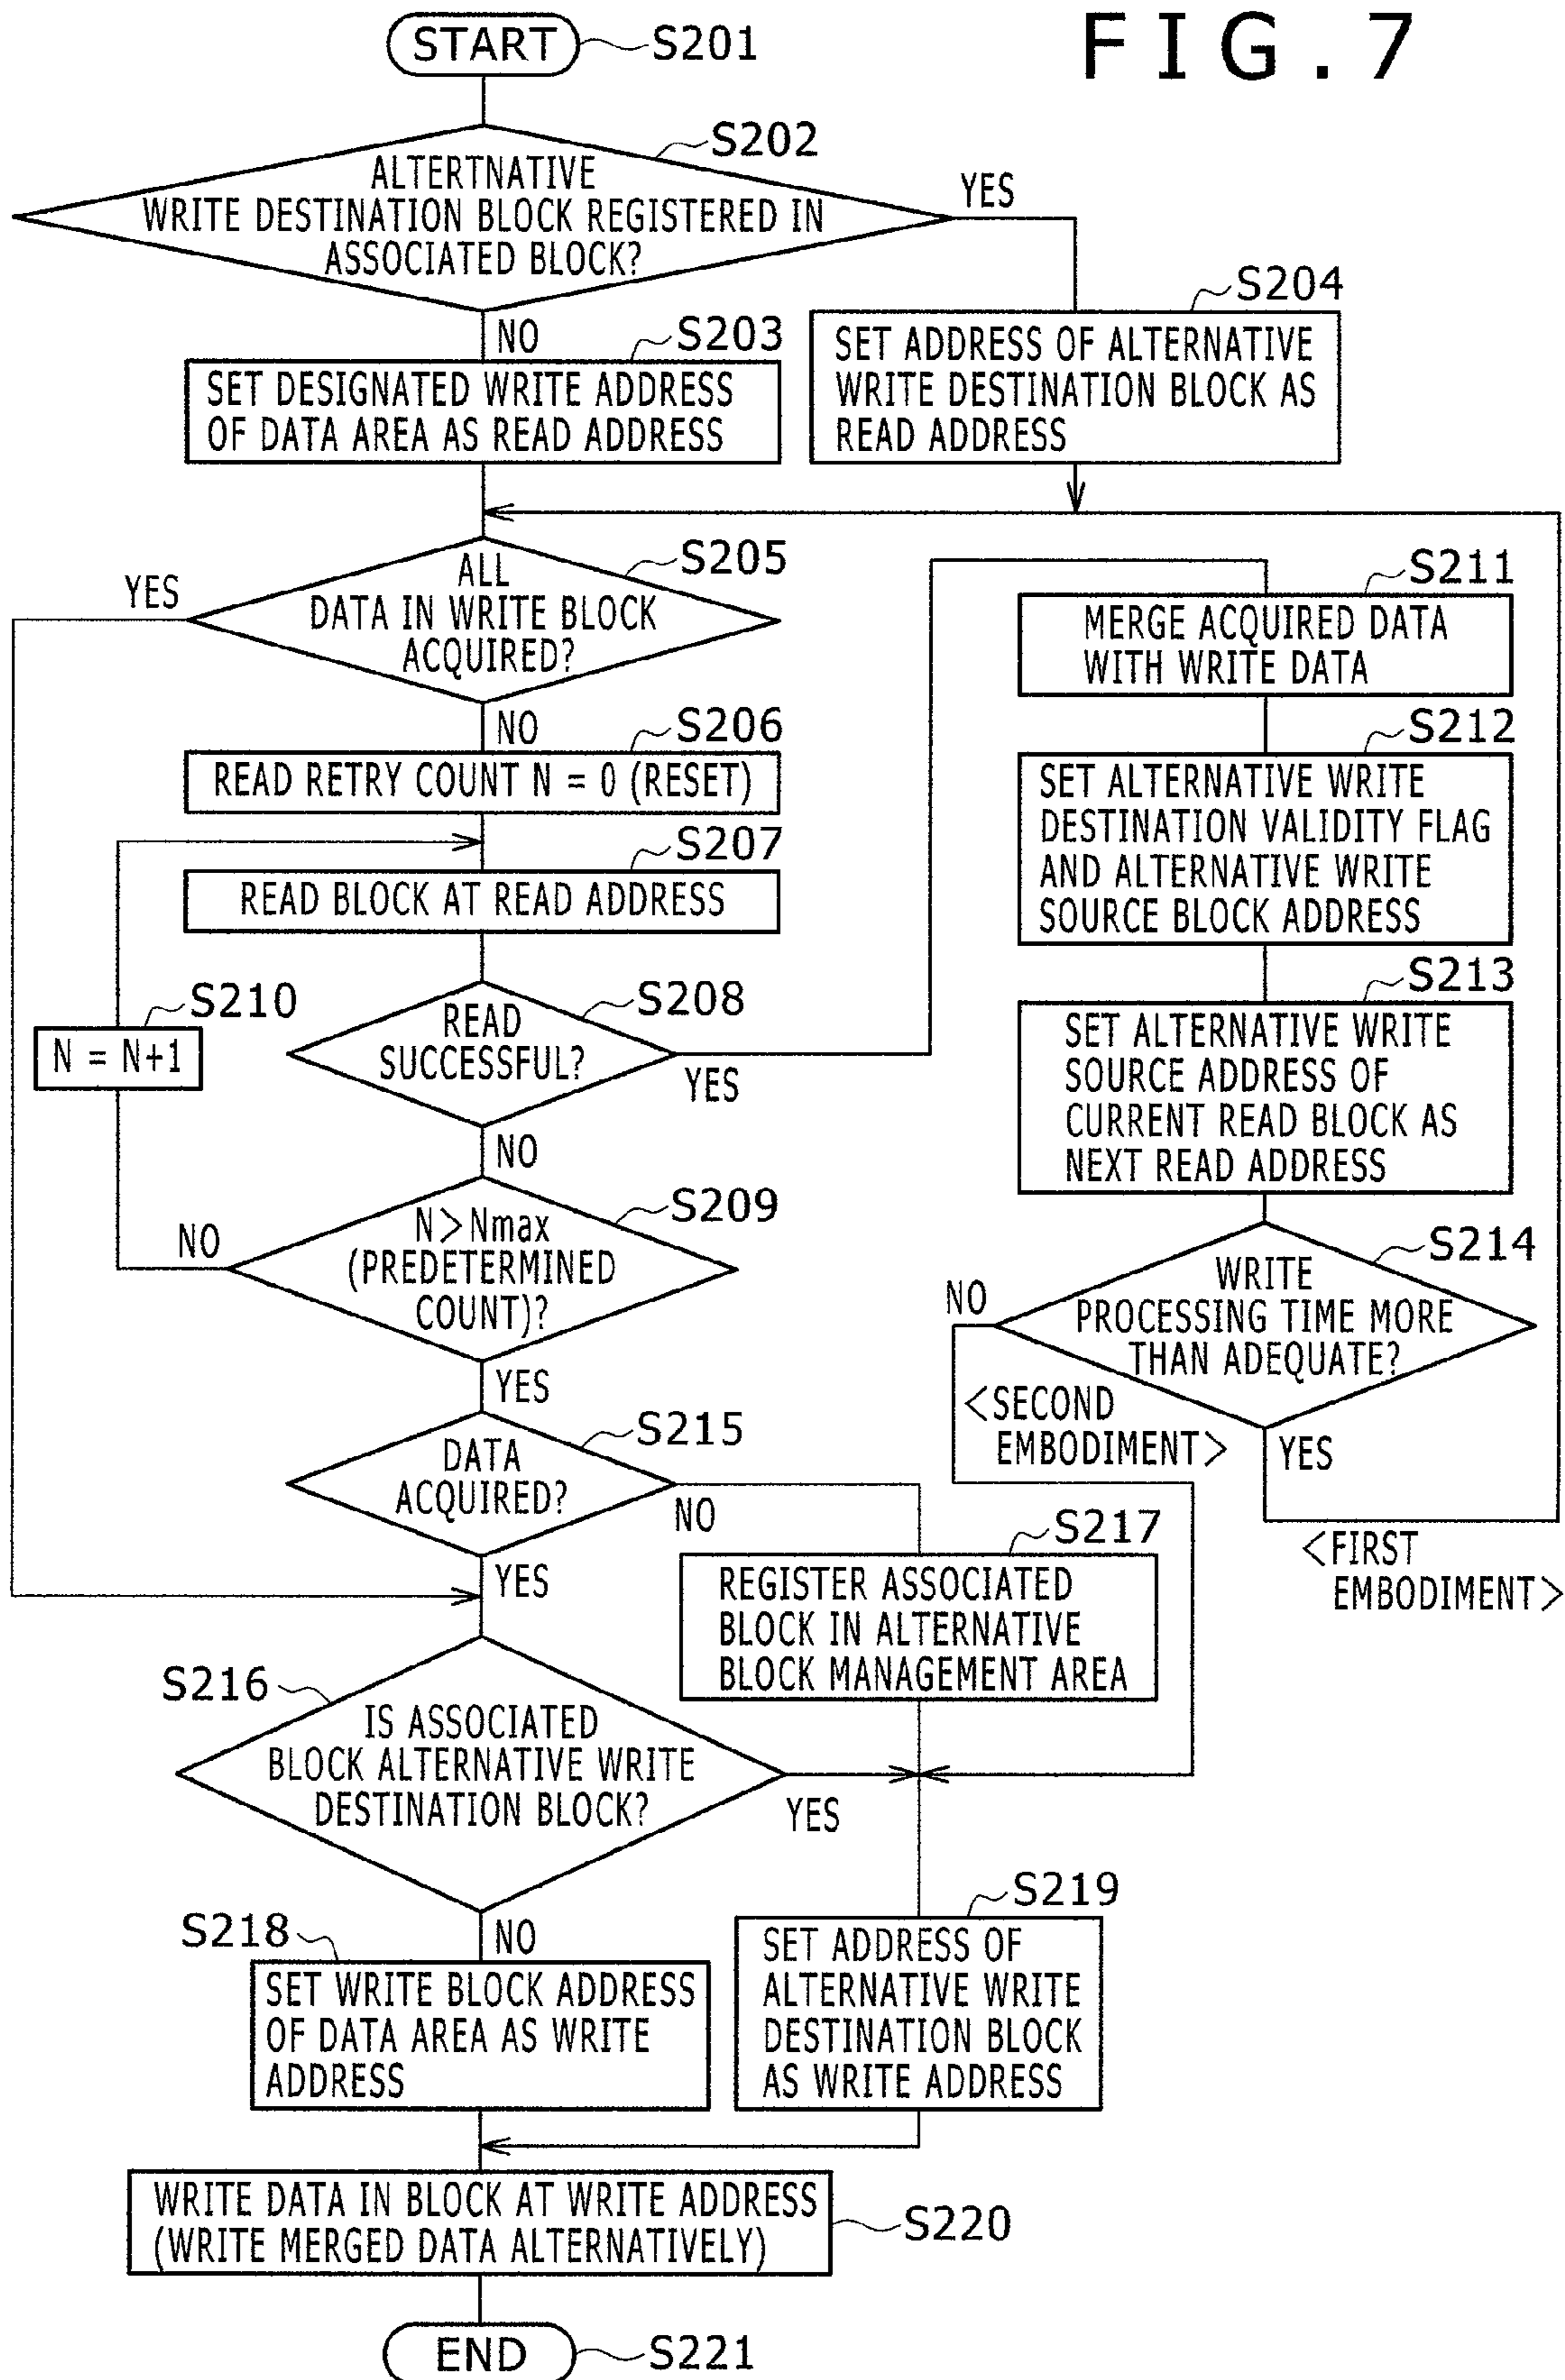 FIG. 7
START
S201
S202
ALTERTNATIVE
WRITE DESTINATION BLOCK REGISTERED IN
ASSOCIATED BLOCK?
YES
NO
S203
SET DESIGNATED WRITE ADDRESS
OF DATA AREA AS READ ADDRESS
S204
SET ADDRESS OF ALTERNATIVE
WRITE DESTINATION BLOCK AS
READ ADDRESS
S205
ALL
DATA IN WRITE BLOCK
ACQUIRED?
YES
NO
S206
READ RETRY COUNT N = 0 (RESET)
S207
READ BLOCK AT READ ADDRESS
S208
READ
SUCCESSFUL?
YES
NO
S210
N = N+1
S209
N>Nmax
(PREDETERMINED
COUNT)?
NO
YES
S211
MERGE ACQUIRED DATA
WITH WRITE DATA
S212
SET ALTERNATIVE WRITE
DESTINATION VALIDITY FLAG
AND ALTERNATIVE WRITE
SOURCE BLOCK ADDRESS
S213
SET ALTERNATIVE WRITE
SOURCE ADDRESS OF
CURRENT READ BLOCK AS
NEXT READ ADDRESS
S214
WRITE
PROCESSING TIME MORE
THAN ADEQUATE?
NO
<SECOND
EMBODIMENT>
YES
<FIRST
EMBODIMENT>
S215
DATA
ACQUIRED?
NO
YES
S217
REGISTER ASSOCIATED
BLOCK IN ALTERNATIVE
BLOCK MANAGEMENT AREA
S216
IS ASSOCIATED
BLOCK ALTERNATIVE WRITE
DESTINATION BLOCK?
YES
NO
S218
SET WRITE BLOCK ADDRESS
OF DATA AREA AS WRITE
ADDRESS
S219
SET ADDRESS OF
ALTERNATIVE WRITE
DESTINATION BLOCK
AS WRITE ADDRESS
WRITE DATA IN BLOCK AT WRITE ADDRESS
(WRITE MERGED DATA ALTERNATIVELY)
S220
END
S221